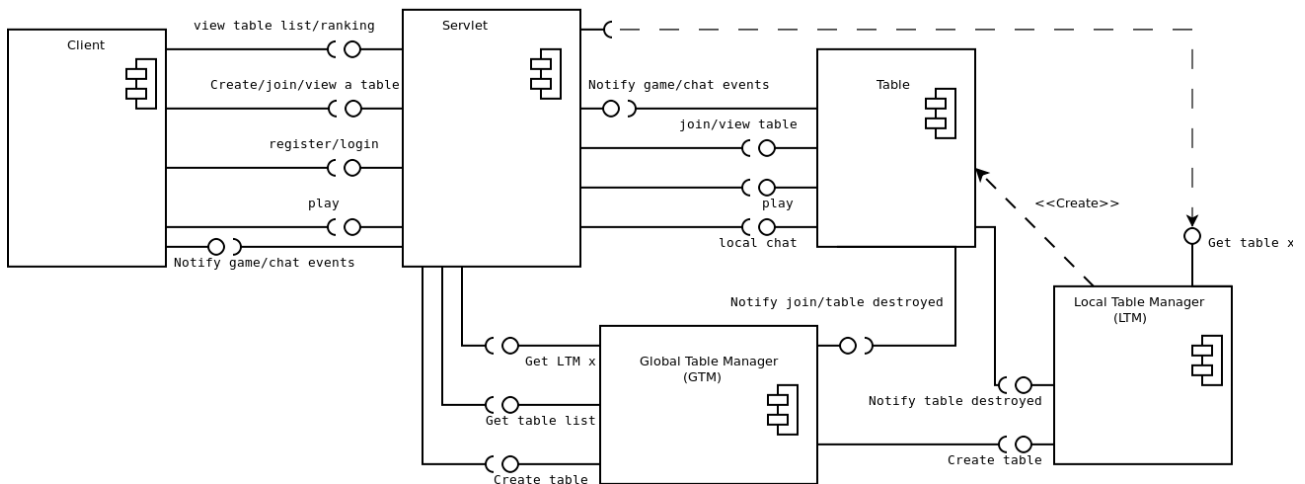 view table list/ranking
Client
Servlet
Create/join/view a table
register/login
play
Notify game/chat events
Notify game/chat events
join/view table
play
local chat
Table
<<Create>>
Get table x
Notify join/table destroyed
Local Table Manager
(LTM)
Get LTM x
Global Table Manager
(GTM)
Get table list
Create table
Notify table destroyed
Create table